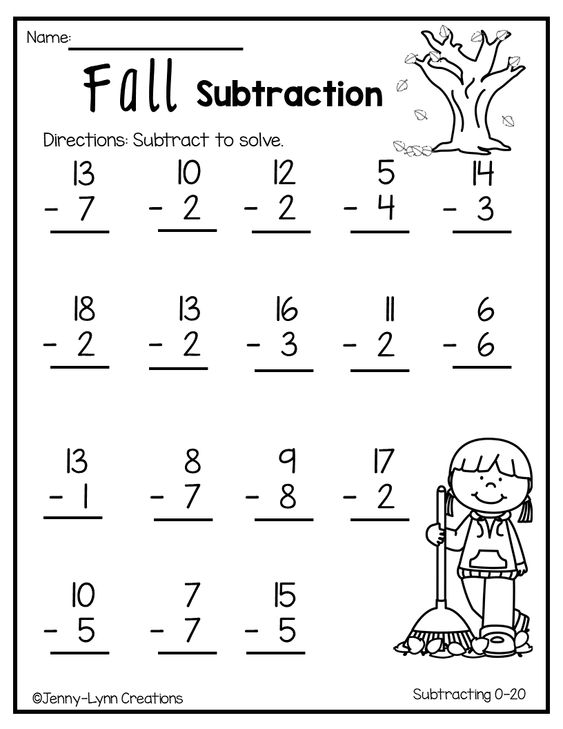 Name:
Fall Subtraction
Directions: Subtract to solve.
13 10 12 5 14
- 7 - 2 - 2 - 4 - 3
18 13 16 11 6
- 2 - 2 - 3 - 2 - 6
13 8 9 17
- 1 - 7 - 8 - 2
10 7 15
- 5 - 7 - 5
©Jenny-Lynn Creations
Subtracting 0-20